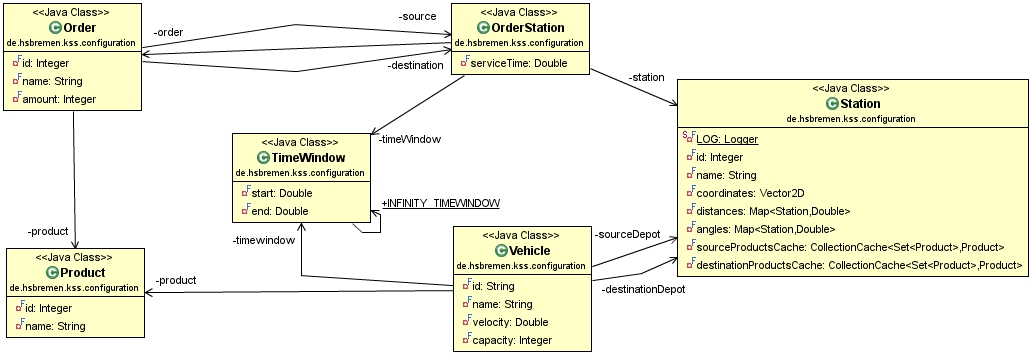 <<Java Class>>
Order
de.hsbremen.kss.configuration
id: Integer
name: String
amount: Integer
-order
-source
-destination
<<Java Class>>
OrderStation
de.hsbremen.kss.configuration
serviceTime: Double
-station
<<Java Class>>
Station
de.hsbremen.kss.configuration
LOG: Logger
id: Integer
name: String
coordinates: Vector2D
distances: Map<Station,Double>
angles: Map<Station,Double>
sourceProductsCache: CollectionCache<Set<Product>,Product>
destinationProductsCache: CollectionCache<Set<Product>,Product>
-timeWindow
<<Java Class>>
TimeWindow
de.hsbremen.kss.configuration
start: Double
end: Double
+INFINITY_TIMEWINDOW
-timewindow
-product
<<Java Class>>
Product
de.hsbremen.kss.configuration
id: Integer
name: String
-product
<<Java Class>>
Vehicle
de.hsbremen.kss.configuration
id: String
name: String
velocity: Double
capacity: Integer
-sourceDepot
-destinationDepot